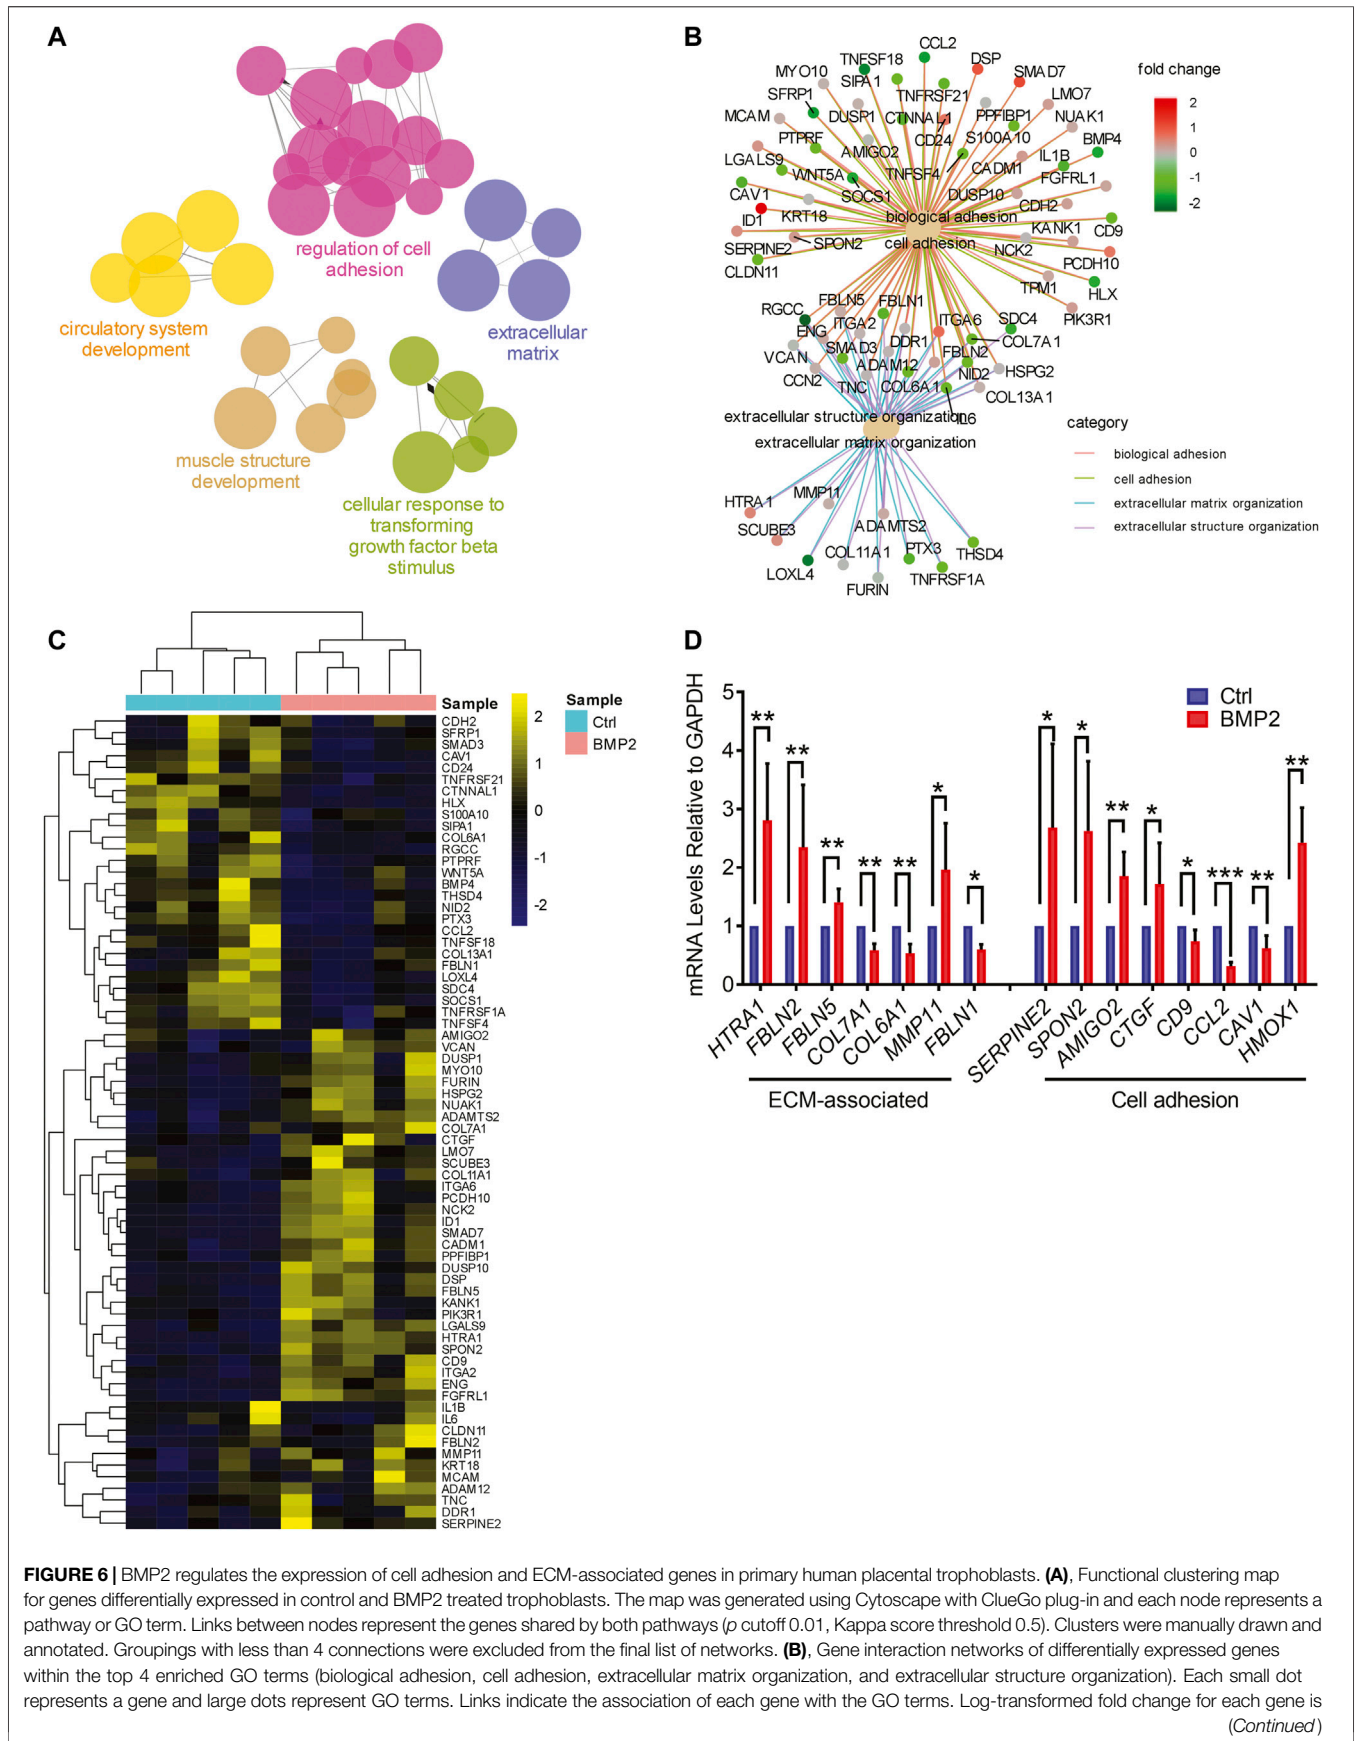 A
regulation of cell
adhesion
circulatory system
development
extracellular
matrix
muscle structure
development
cellular response to
transforming
growth factor beta
stimulus
B
CCL2
TNFSF18
DSP
MYO10
SIPA1
SMAD7
SFRP1
TNFRSF21
LMO7
MCAM
DUSP1
CTNNAL1
PPFIBP1
NUAK1
PTPRF
CD24
S100A10
BMP4
AMIGO2
LGALS9
IL1B
WNT5A
TNFSF4
CADM1
FGFRL1
CAV1
SOCS1
DUSP10
CDH2
ID1
KRT18
biological adhesion
CD9
KANK1
SERPINE2
SPON2
cell adhesion
NCK2
PCDH10
CLDN11
TPM1
HLX
RGCC
FBLN5
FBLN1
PIK3R1
ENG
ITGA2
ITGA6
SDC4
VCAN
SMAD3
DDR1
COL7A1
FBLN2
ADAM12
CCN2
TNC
COL6A1
NID2
HSPG2
COL13A1
extracellular structure organization
IL6
extracellular matrix organization
HTRA1
MMP11
SCUBE3
ADAMTS2
COL11A1
PTX3
THSD4
LOXL4
FURIN
TNFRSF1A
fold change
2
1
0
-1
-2
category
biological adhesion
cell adhesion
extracellular matrix organization
extracellular structure organization
C
Sample
CDH2
SFRP1
SMAD3
CAV1
CD24
TNFRSF21
CTNNAL1
HLX
S100A10
SIPA1
COL6A1
RGCC
PTPRF
WNT5A
BMP4
THSD4
NID2
PTX3
CCL2
TNFSF18
COL13A1
FBLN1
LOXL4
SDC4
SOCS1
TNFRSF1A
TNFSF4
AMIGO2
VCAN
DUSP1
MYO10
FURIN
HSPG2
NUAK1
ADAMTS2
COL7A1
CTGF
LMO7
SCUBE3
COL11A1
ITGA6
PCDH10
NCK2
ID1
SMAD7
CADM1
PPFIBP1
DUSP10
DSP
FBLN5
KANK1
PIK3R1
LGALS9
HTRA1
SPON2
CD9
ITGA2
ENG
FGFRL1
IL1B
IL6
CLDN11
FBLN2
MMP11
KRT18
MCAM
ADAM12
TNC
DDR1
SERPINE2
2
1
0
-1
-2
Sample
Ctrl
BMP2
D
mRNA Levels Relative to GAPDH
5
4
3
2
1
0
Ctrl
BMP2
** ** ** ** ** * * * * ** * * *** ** **
HTRA1 FBLN2 FBLN5 COL7A1 COL6A1 MMP11 FBLN1 SERPINE2 SPON2 AMIGO2 CTGF CD9 CCL2 CAV1 HMOX1
ECM-associated Cell adhesion
FIGURE 6 | BMP2 regulates the expression of cell adhesion and ECM-associated genes in primary human placental trophoblasts. (A), Functional clustering map
for genes differentially expressed in control and BMP2 treated trophoblasts. The map was generated using Cytoscape with ClueGo plug-in and each node represents a
pathway or GO term. Links between nodes represent the genes shared by both pathways (p cutoff 0.01, Kappa score threshold 0.5). Clusters were manually drawn and
annotated. Groupings with less than 4 connections were excluded from the final list of networks. (B), Gene interaction networks of differentially expressed genes
within the top 4 enriched GO terms (biological adhesion, cell adhesion, extracellular matrix organization, and extracellular structure organization). Each small dot
represents a gene and large dots represent GO terms. Links indicate the association of each gene with the GO terms. Log-transformed fold change for each gene is
(Continued)